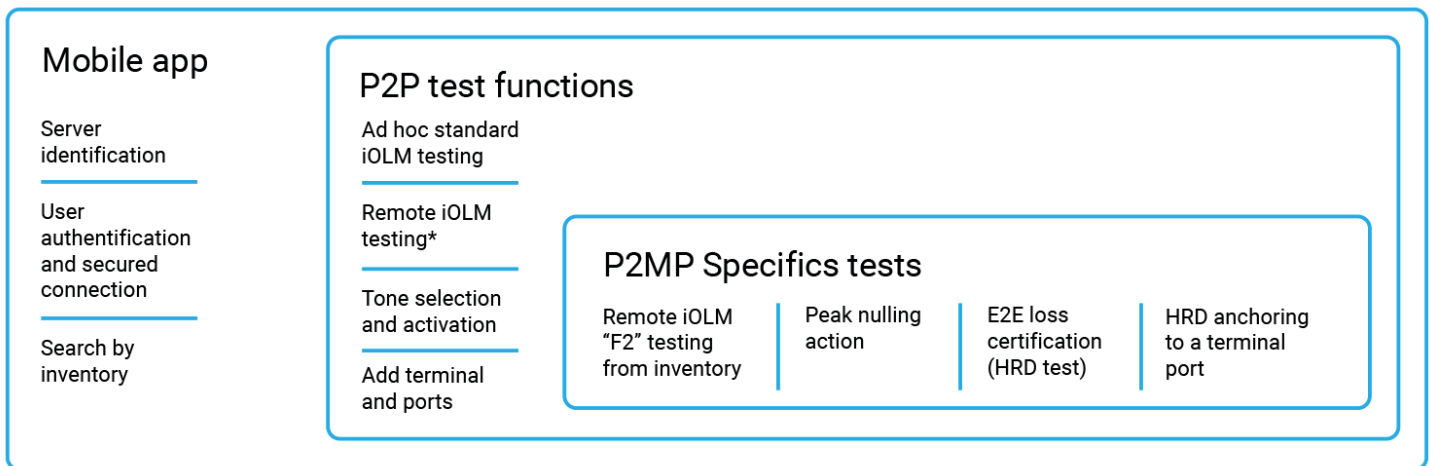 Mobile app
Server
identification
User
authentification
and secured
connection
Search by
inventory
P2P test functions
Ad hoc standard
iOLM testing
Remote iOLM
testing*
Tone selection
and activation
Add terminal
and ports
P2MP Specifics tests
Remote iOLM
“F2” testing
from inventory
Peak nulling
action
E2E loss
certification
(HRD test)
HRD anchoring
to a terminal
port